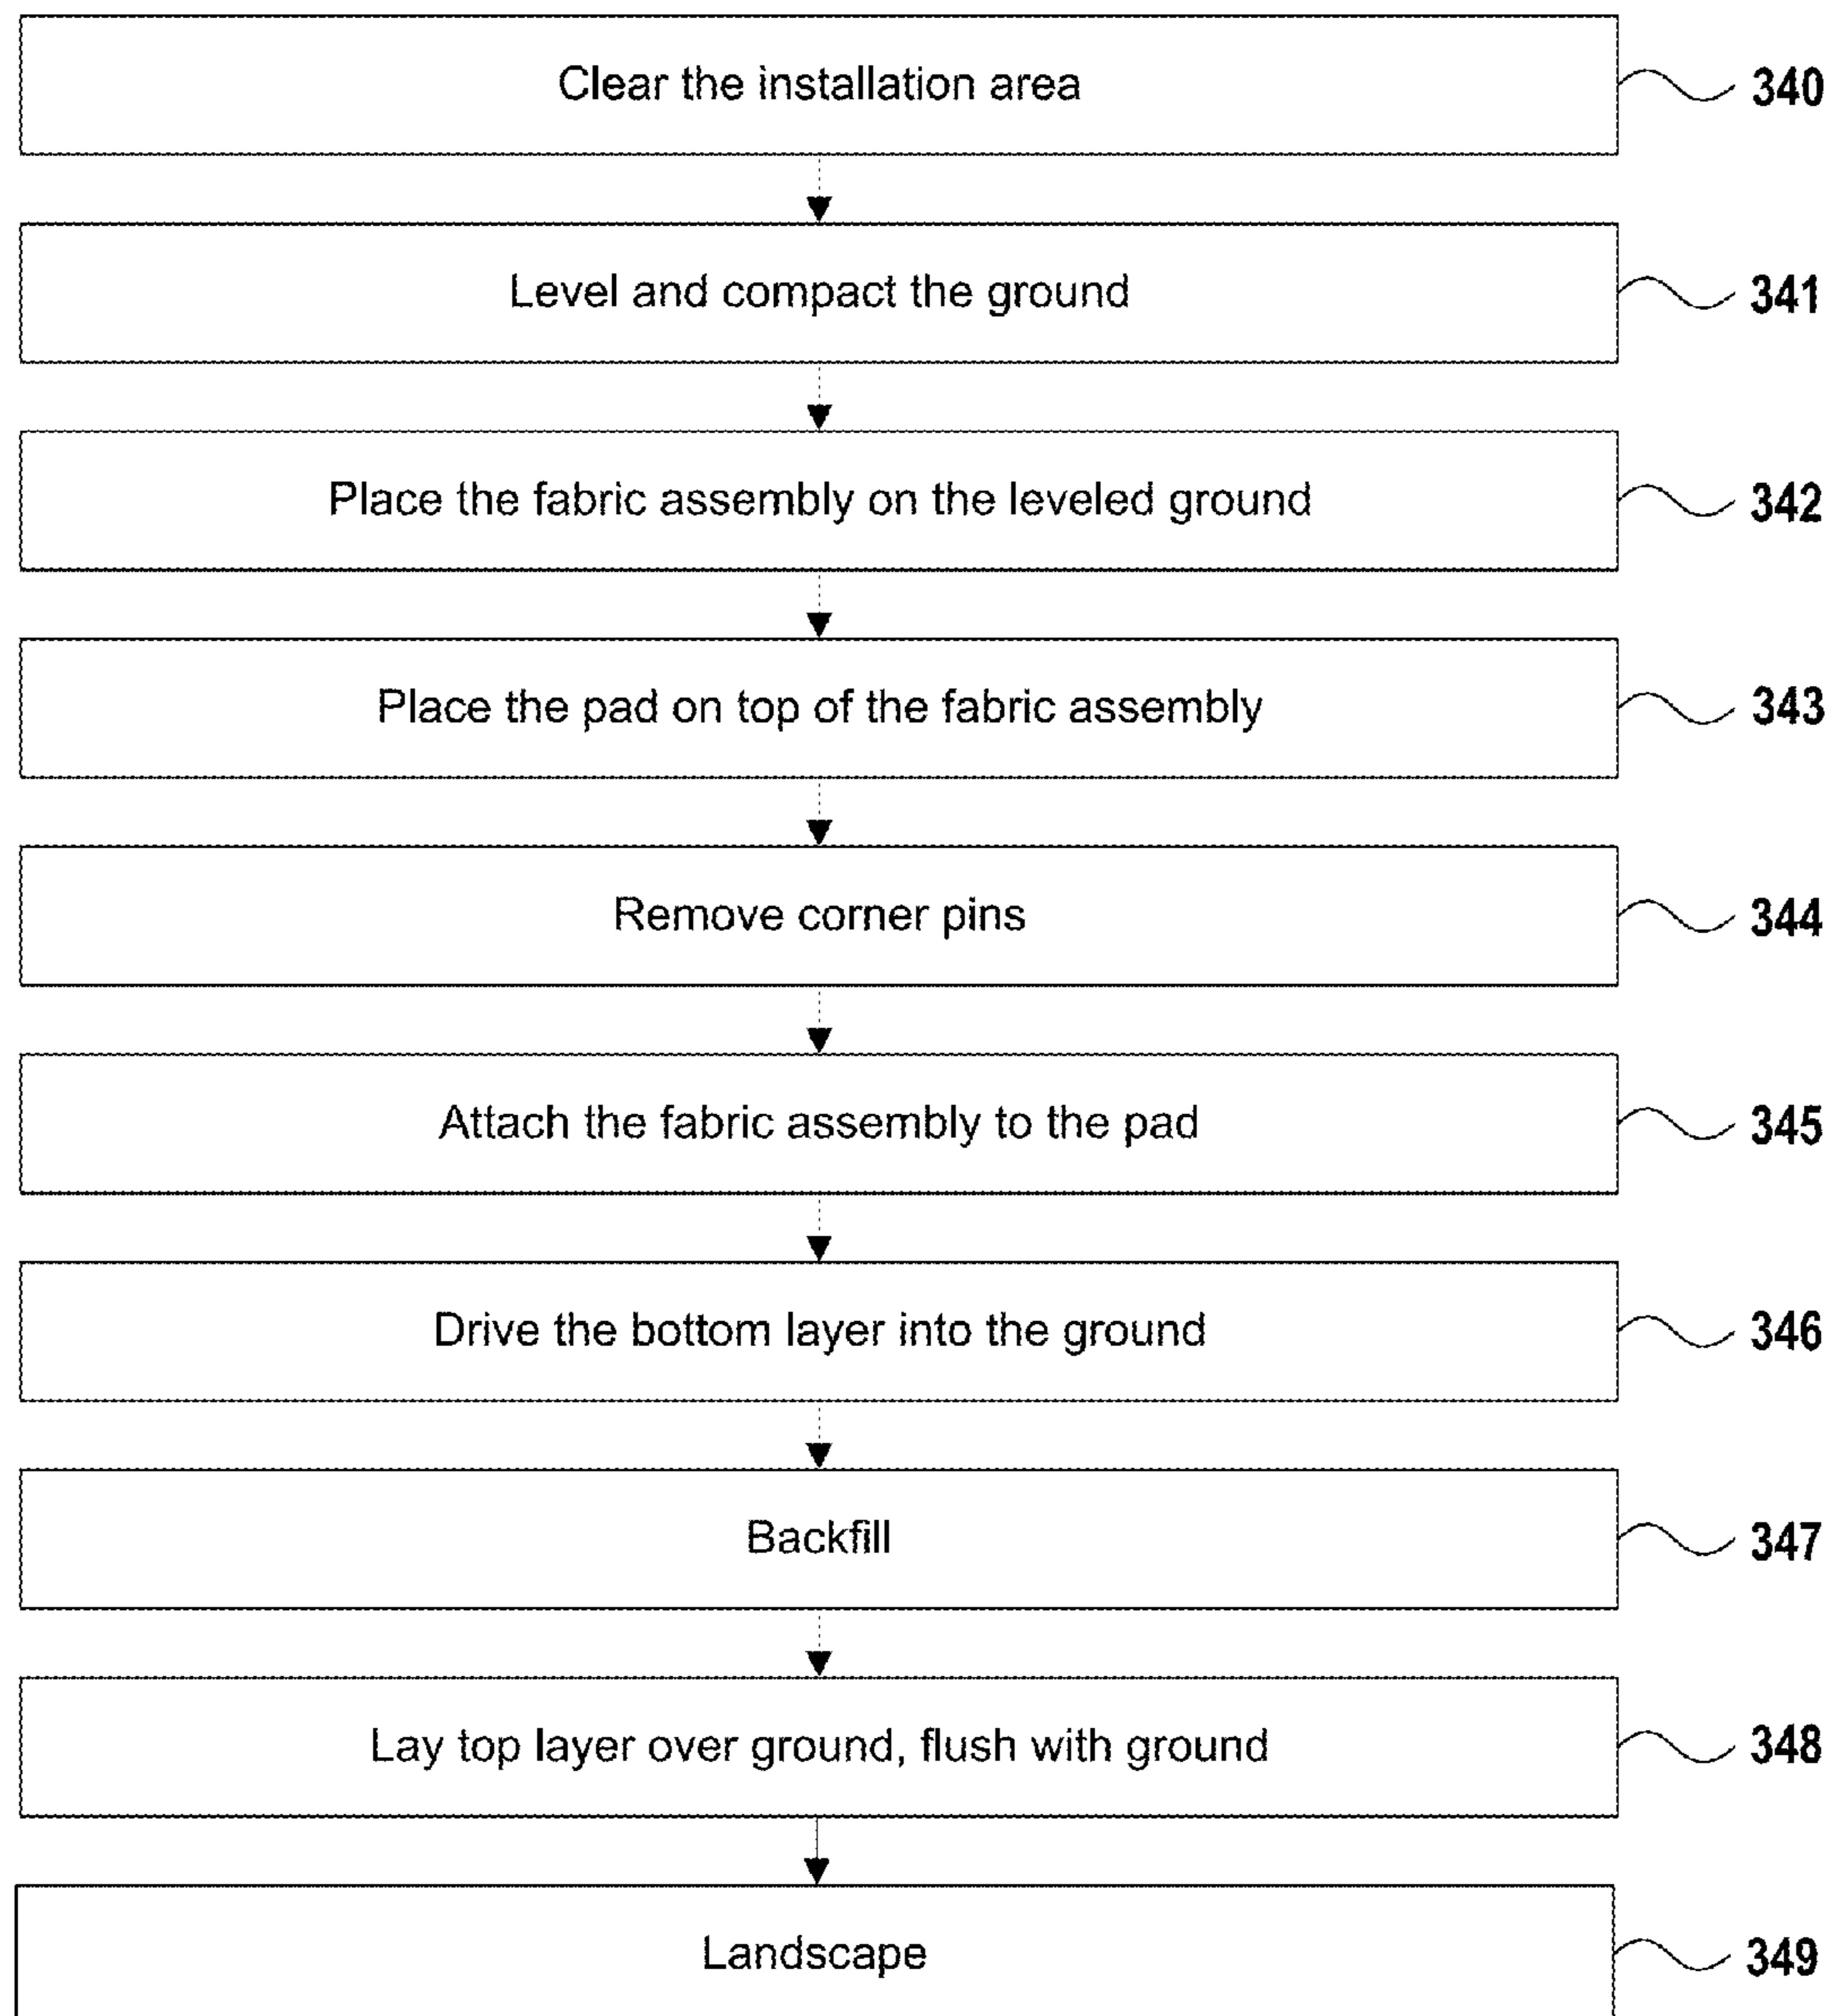 Clear the installation area 340
Level and compact the ground 341
Place the fabric assembly on the leveled ground 342
Place the pad on top of the fabric assembly 343
Remove corner pins 344
Attach the fabric assembly to the pad 345
Drive the bottom layer into the ground 346
Backfill 347
Lay top layer over ground, flush with ground 348
Landscape 349